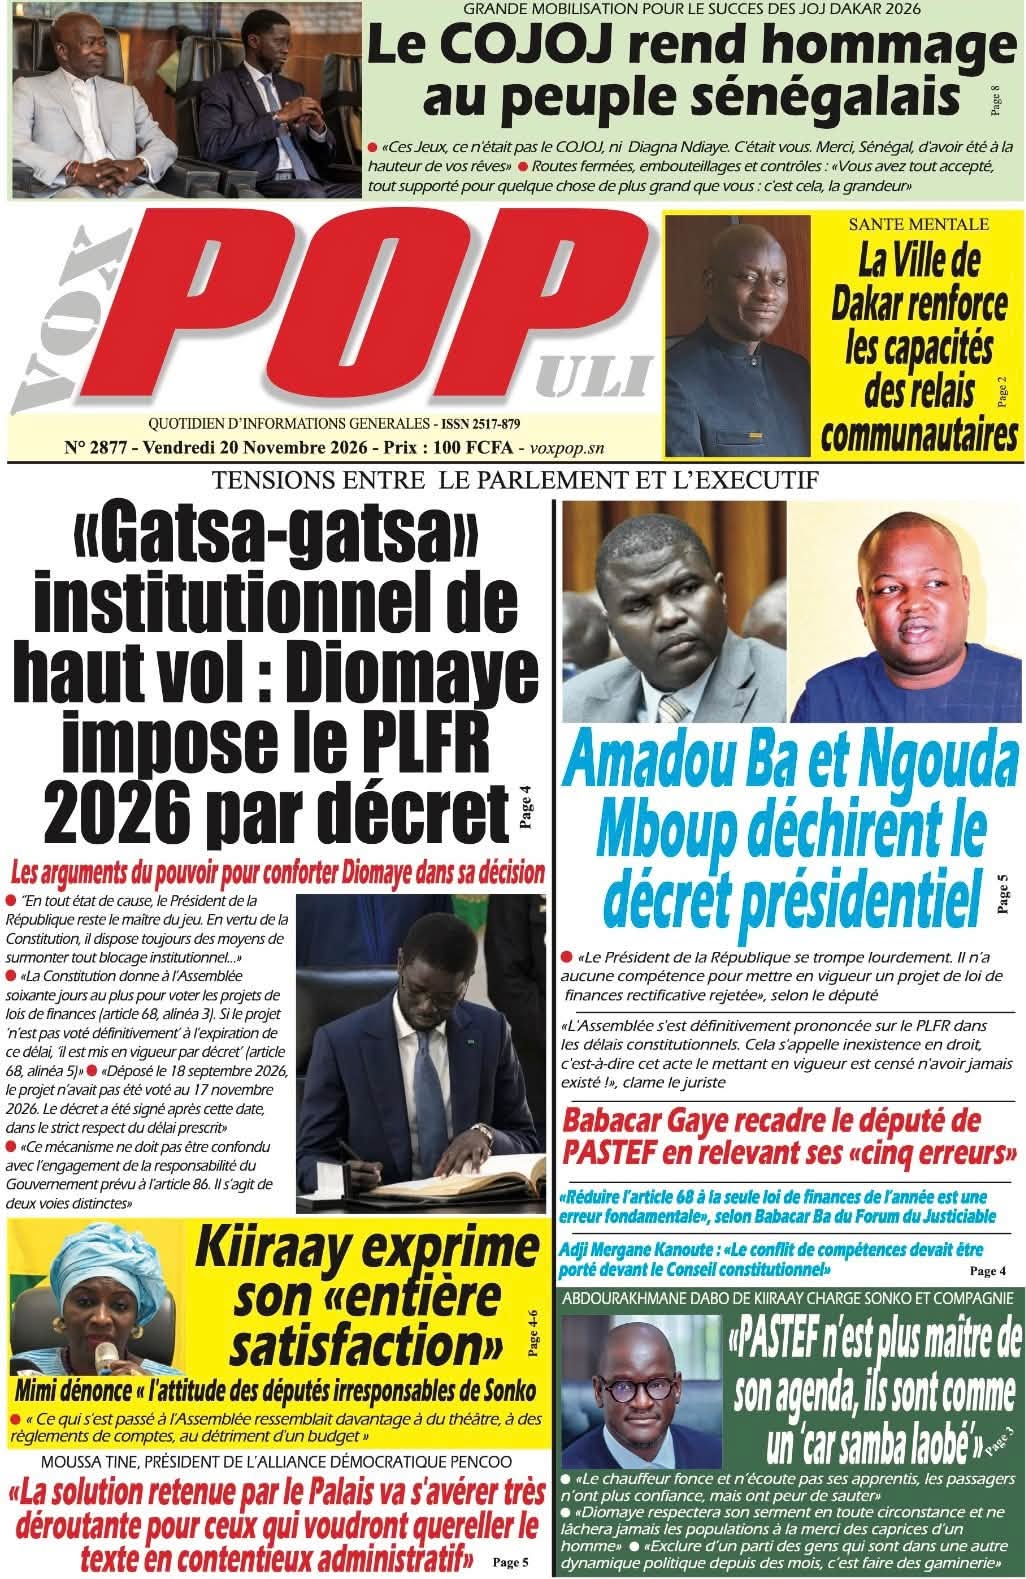 GRANDE MOBILISATION POUR LE SUCCES DES JOJ DAKAR 2026
Le COJOJ rend hommage
au peuple sénégalais
Page 8
● «Ces Jeux, ce n'était pas le COJOJ, ni Diagna Ndiaye. C'était vous. Merci, Sénégal, d'avoir été à la
hauteur de vos rêves» ● Routes fermées, embouteillages et contrôles : «Vous avez tout accepté,
tout supporté pour quelque chose de plus grand que vous : c'est cela, la grandeur»
VOX
POP
ULI
QUOTIDIEN D'INFORMATIONS GENERALES - ISSN 2517-879
N° 2877 - Vendredi 20 Novembre 2026 - Prix : 100 FCFA - voxpop.sn
SANTE MENTALE
La Ville de
Dakar renforce
les capacités
des relais
communautaires
Page 2
TENSIONS ENTRE LE PARLEMENT ET L'EXECUTIF
«Gatsa-gatsa»
institutionnel de
haut vol : Diomaye
impose le PLFR
2026 par décret
Page 4
Les arguments du pouvoir pour conforter Diomaye dans sa décision
● "En tout état de cause, le Président de la
République reste le maître du jeu. En vertu de la
Constitution, il dispose toujours des moyens de
surmonter tout blocage institutionnel...»
● «La Constitution donne à l'Assemblée
soixante jours au plus pour voter les projets de
lois de finances (article 68, alinéa 3). Si le projet
'n'est pas voté définitivement' à l'expiration de
ce délai, 'il est mis en vigueur par décret' (article
68, alinéa 5)» ● «Déposé le 18 septembre 2026,
le projet n'avait pas été voté au 17 novembre
2026. Le décret a été signé après cette date,
dans le strict respect du délai prescrit»
● «Ce mécanisme ne doit pas être confondu
avec l'engagement de la responsabilité du
Gouvernement prévu à l'article 86. Il s'agit de
deux voies distinctes»
Kiiraay exprime
son «entière
satisfaction»
Page 4-6
Mimi dénonce « l'attitude des députés irresponsables de Sonko
● « Ce qui s'est passé à l'Assemblée ressemblait davantage à du théâtre, à des
règlements de comptes, au détriment d'un budget »
MOUSSA TINE, PRÉSIDENT DE L'ALLIANCE DÉMOCRATIQUE PENCOO
«La solution retenue par le Palais va s'avérer très
déroutante pour ceux qui voudront quereller le
texte en contentieux administratif»
Page 5
Amadou Ba et Ngouda
Mboup déchirent le
décret présidentiel
Page 5
● «Le Président de la République se trompe lourdement. Il n'a
aucune compétence pour mettre en vigueur un projet de loi de
finances rectificative rejetée», selon le député
«L'Assemblée s'est définitivement prononcée sur le PLFR dans
les délais constitutionnels. Cela s'appelle inexistence en droit,
c'est-à-dire cet acte le mettant en vigueur est censé n'avoir jamais
existé !», clame le juriste
Babacar Gaye recadre le député de
PASTEF en relevant ses «cinq erreurs»
«Réduire l'article 68 à la seule loi de finances de l'année est une
erreur fondamentale», selon Babacar Ba du Forum du Justiciable
Adji Mergane Kanoute : «Le conflit de compétences devait être
porté devant le Conseil constitutionnel»
Page 4
ABDOURAKHMANE DABO DE KIIRAAY CHARGE SONKO ET COMPAGNIE
«PASTEF n'est plus maître de
son agenda, ils sont comme
un 'car samba laobé'»
Page 3
● «Le chauffeur fonce et n'écoute pas ses apprentis, les passagers
n'ont plus confiance, mais ont peur de sauter»
● «Diomaye respectera son serment en toute circonstance et ne
lâchera jamais les populations à la merci des caprices d'un
homme» ● «Exclure d'un parti des gens qui sont dans une autre
dynamique politique depuis des mois, c'est faire des gaminerie»